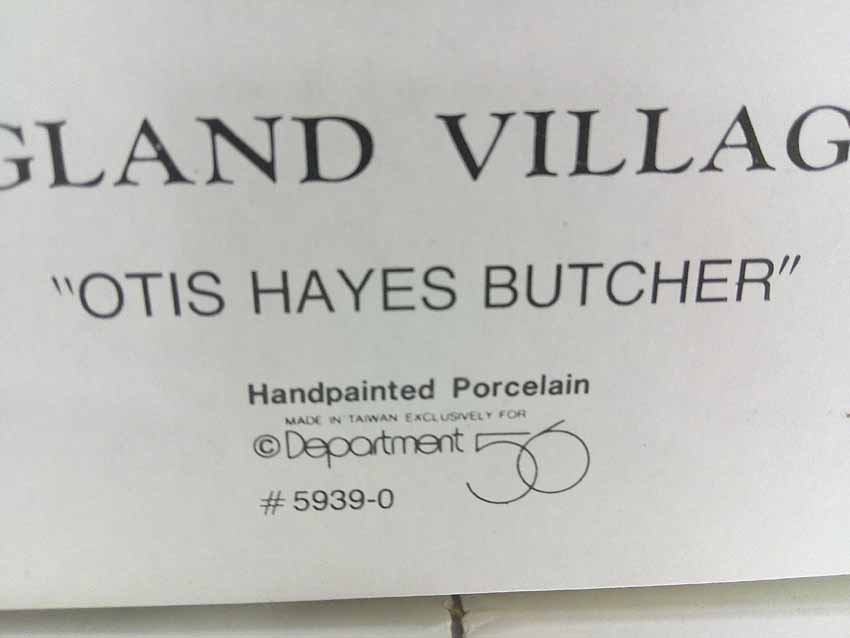 GLAND VILLAG
"OTIS HAYES BUTCHER"
Handpainted Porcelain
MADE IN TAIWAN EXCLUSIVELY FOR
© Department 56
# 5939-0